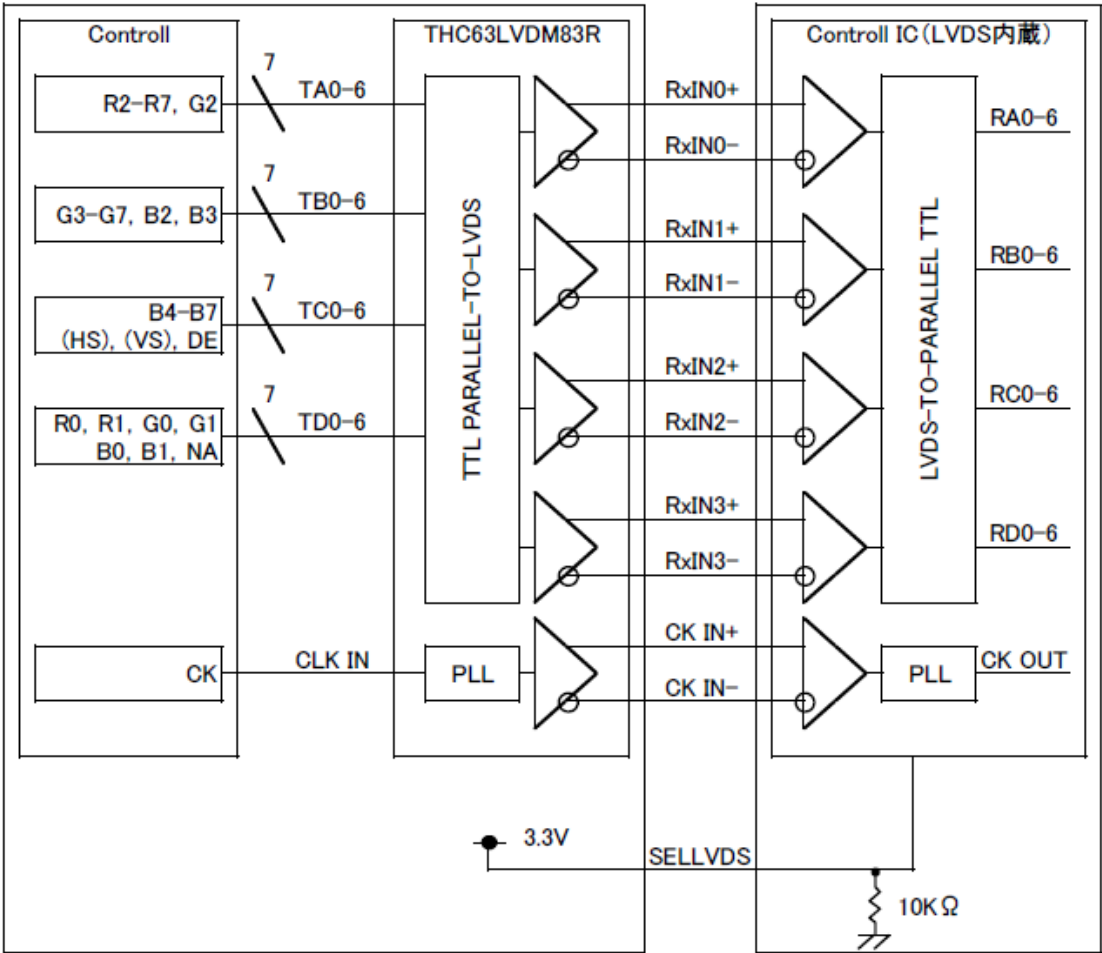 Controll
THC63LVDM83R
Controll IC(LVDS内蔵)
R2-R7, G2
7
TA0-6
RxIN0+
RxIN0-
RA0-6
G3-G7, B2, B3
7
TB0-6
RxIN1+
RxIN1-
RB0-6
B4-B7
(HS), (VS), DE
7
TC0-6
RxIN2+
RxIN2-
RC0-6
R0, R1, G0, G1
B0, B1, NA
7
TD0-6
RxIN3+
RxIN3-
RD0-6
TTL PARALLEL-TO-LVDS
LVDS-TO-PARALLEL TTL
CK
CLK IN
PLL
CK IN+
CK IN-
PLL
CK OUT
3.3V
SELLVDS
10KΩ